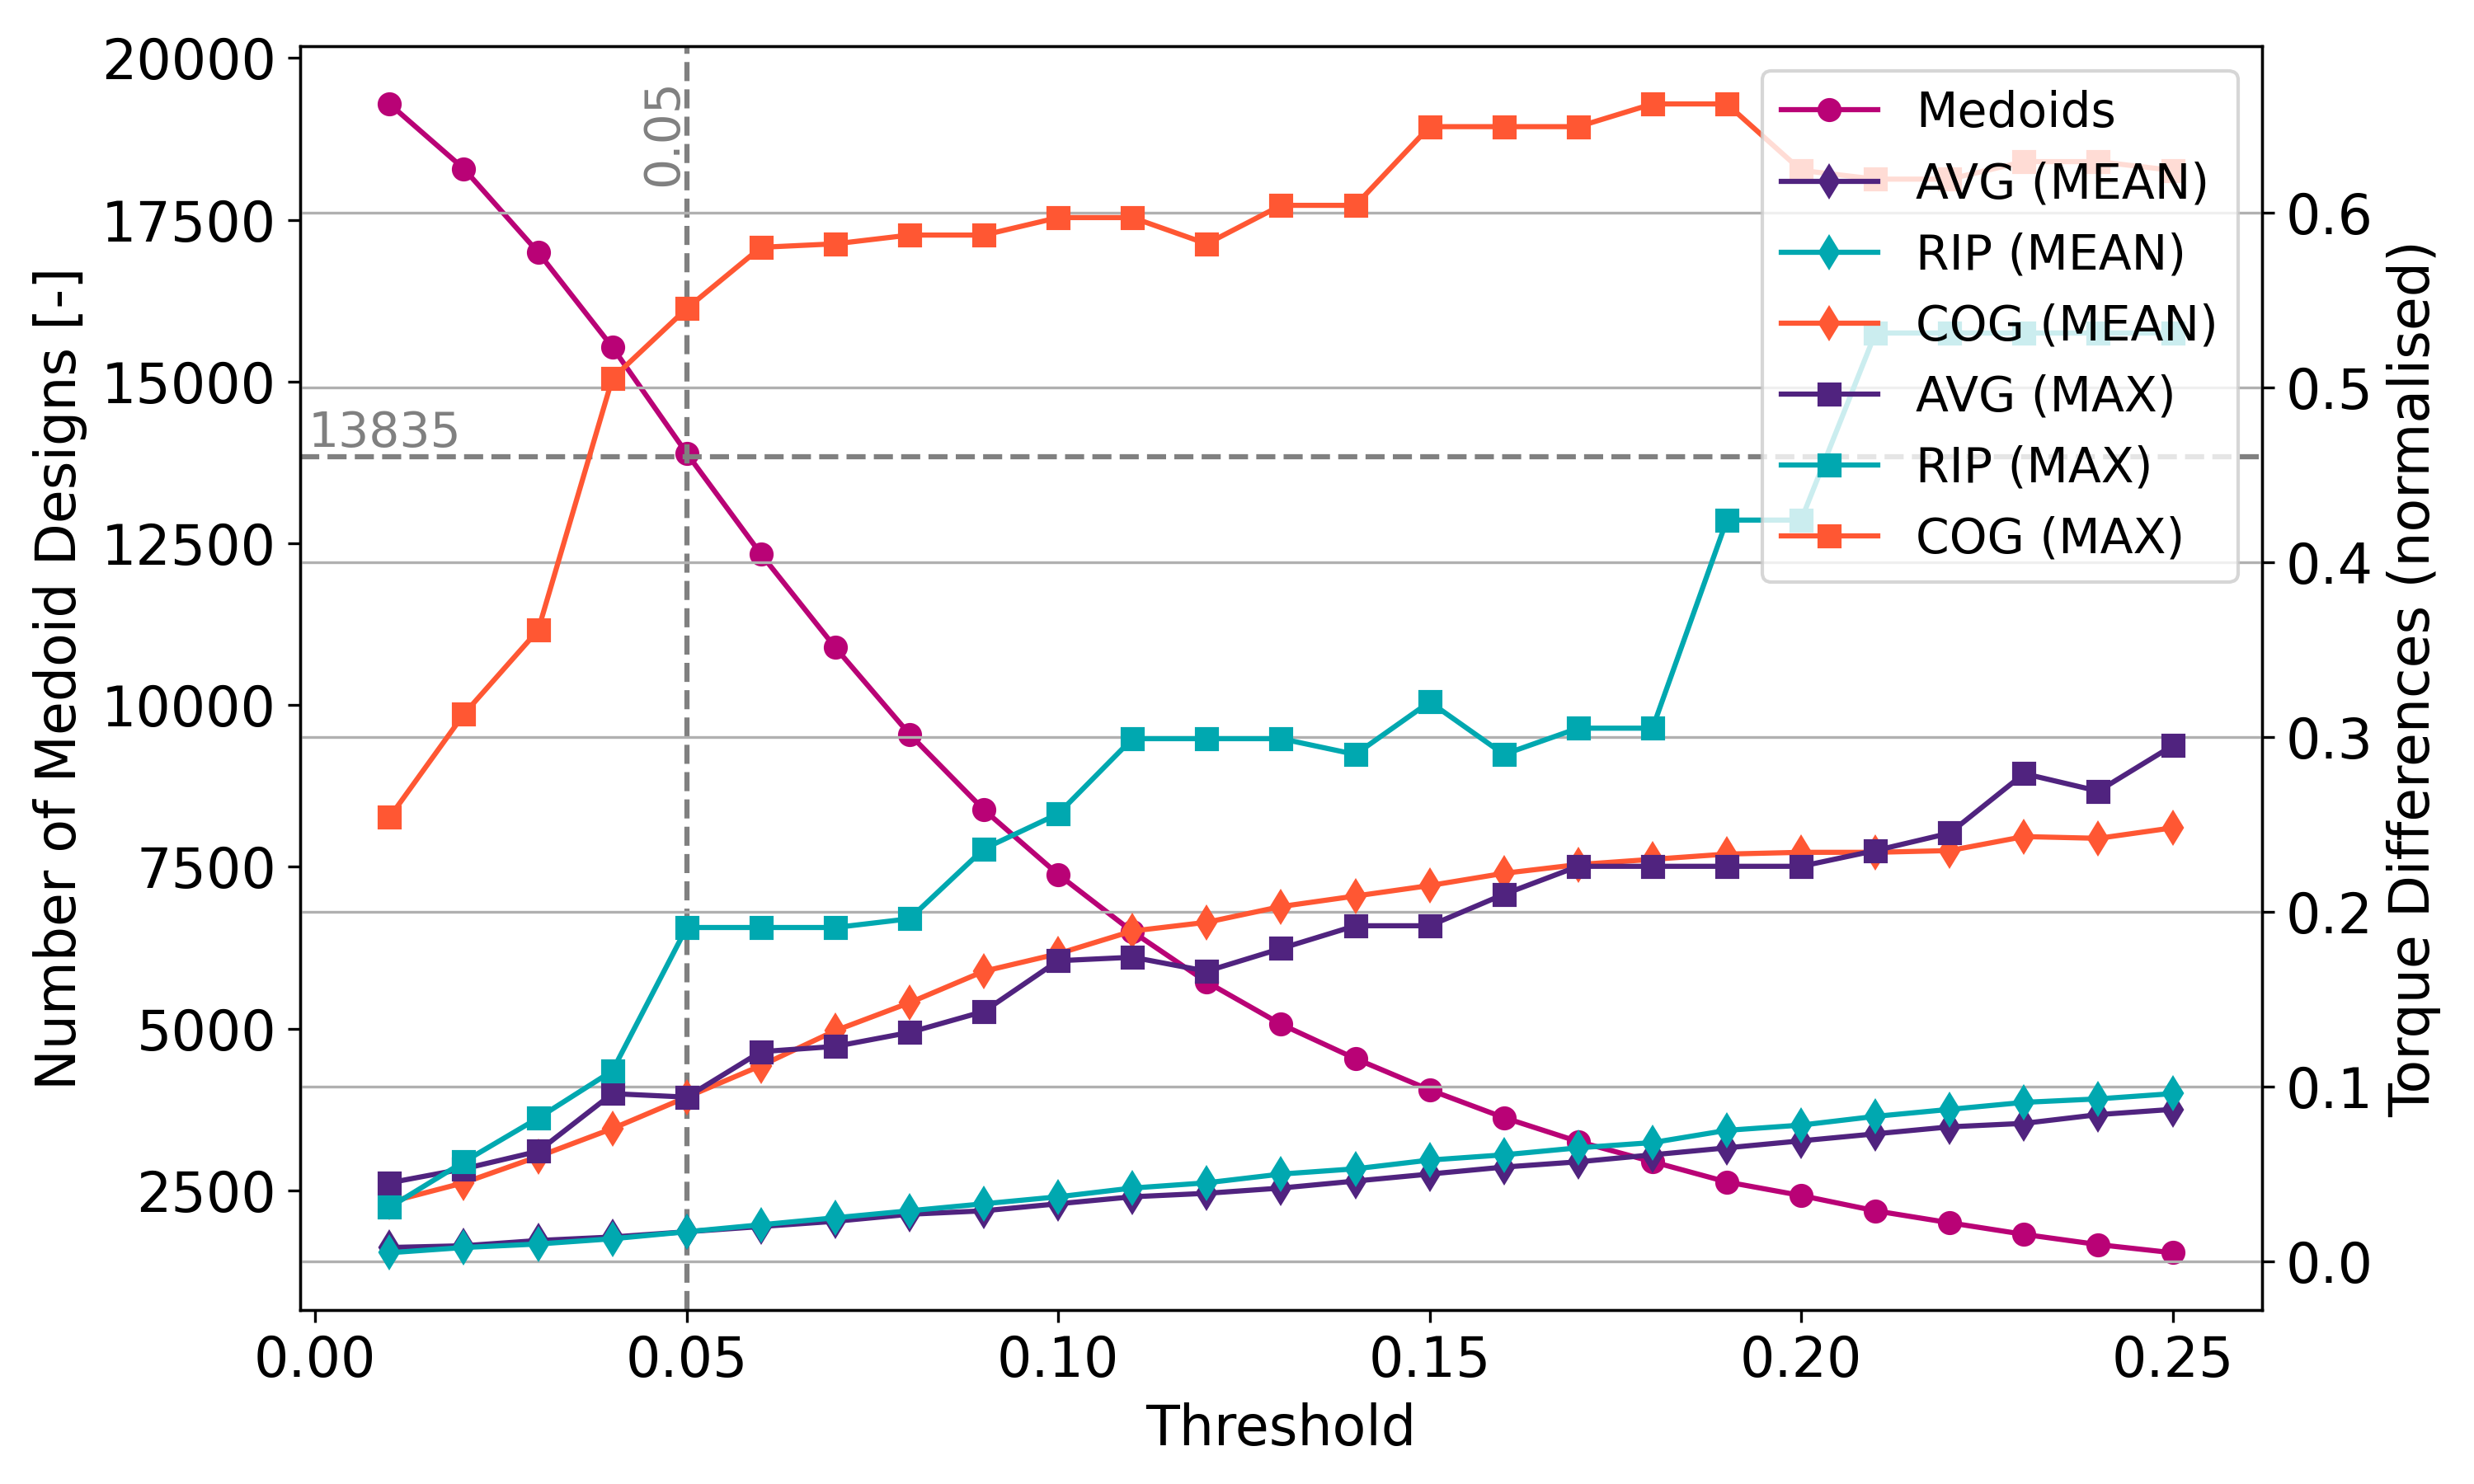 Number of Medoid Designs [-]
20000
17500
15000
12500
10000
7500
5000
2500
0.05
13835
Medoids
AVG (MEAN)
RIP (MEAN)
COG (MEAN)
AVG (MAX)
RIP (MAX)
COG (MAX)
0.6
0.5
0.4
0.3
0.2
0.1
0.0
Torque Differences (normalised)
0.00 0.05 0.10 0.15 0.20 0.25
Threshold